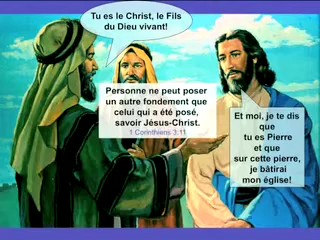 Tu es le Christ, le Fils
du Dieu vivant!
Personne ne peut poser
un autre fondement que
celui qui a été posé,
savoir Jésus-Christ.
1 Corinthiens 3:11
Et moi, je te dis
que
tu es Pierre
et que
sur cette pierre,
je bâtirai
mon église!